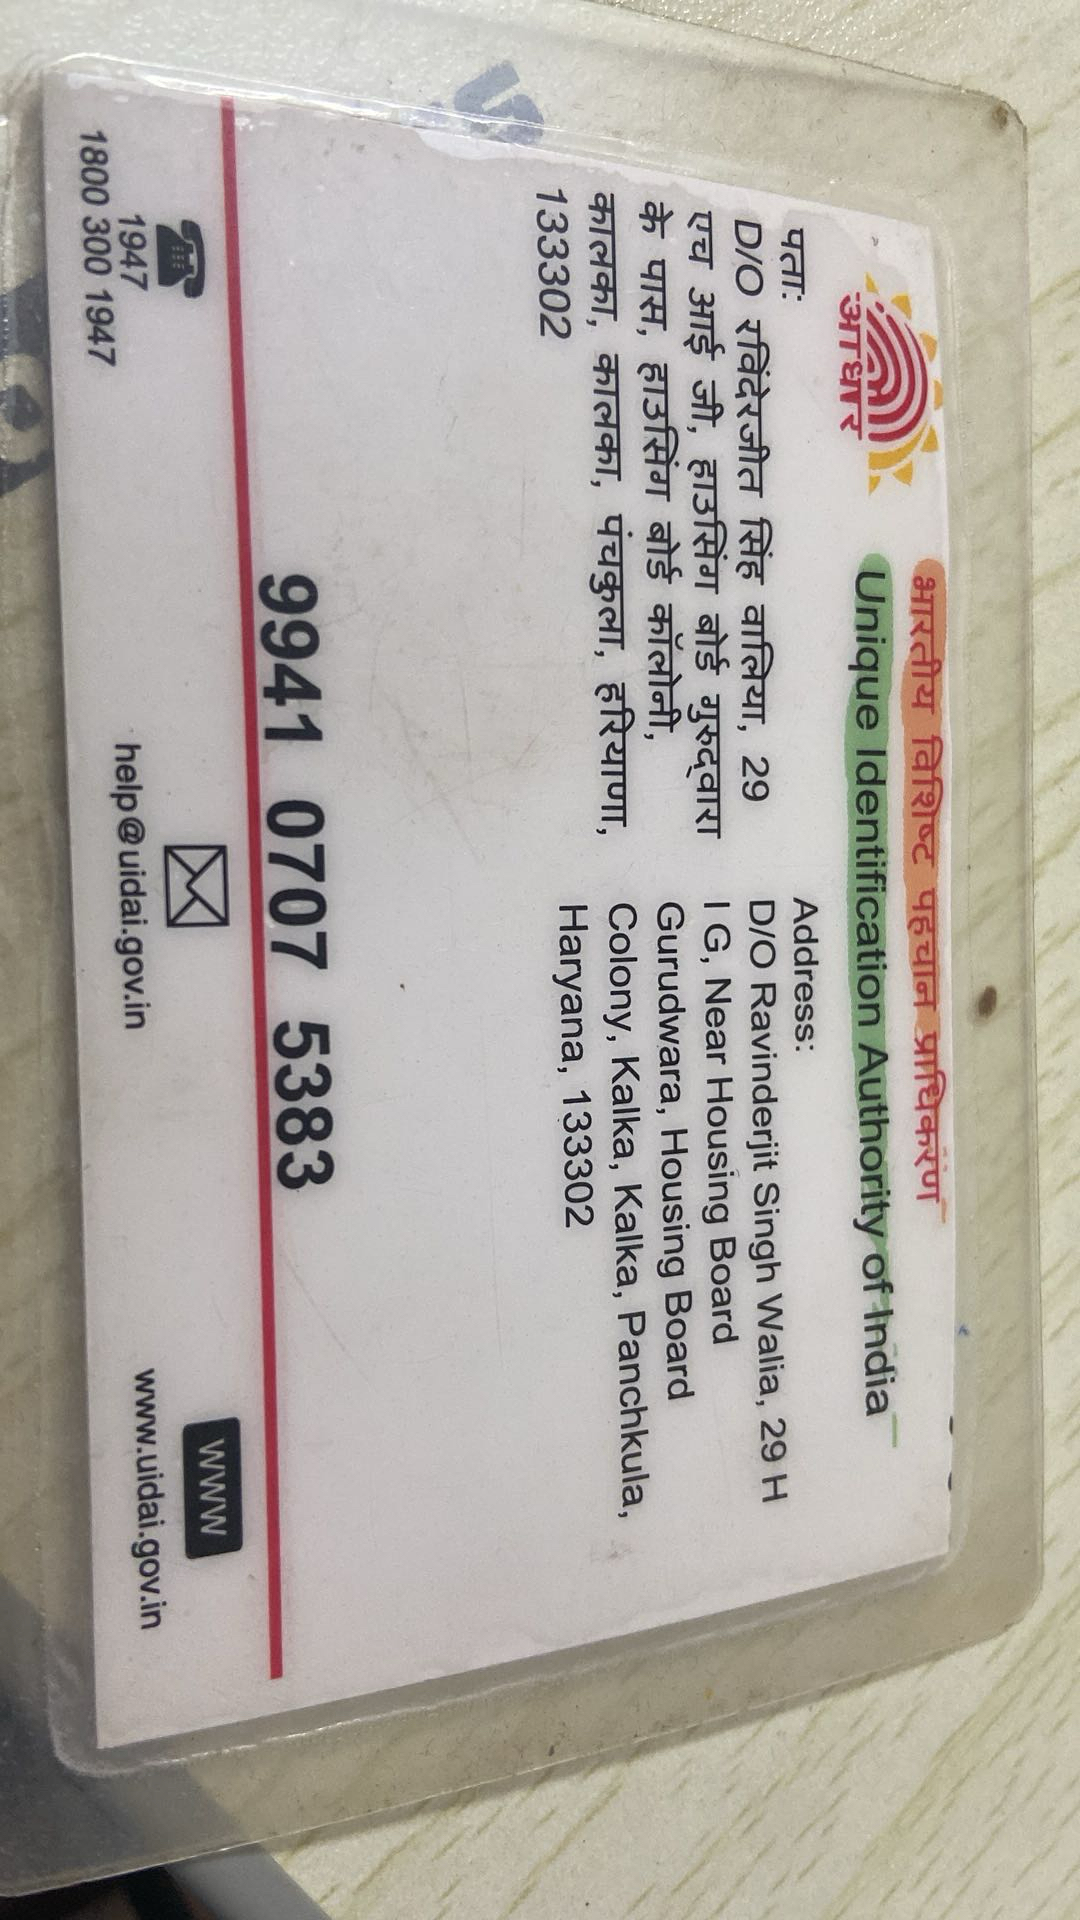 भारतीय विशिष्ट पहचान प्राधिकरण
Unique Identification Authority of India
आधार
पता:
D/O रविंदेरजीत सिंह वालिया, 29
एच आई जी, हाउसिंग बोर्ड गुरुद्वारा
के पास, हाउसिंग बोर्ड कॉलोनी,
कालका, कालका, पंचकुला, हरियाणा,
133302
Address:
D/O Ravinderjit Singh Walia, 29 H
I G, Near Housing Board
Gurudwara, Housing Board
Colony, Kalka, Kalka, Panchkula,
Haryana, 133302
9941 0707 5383
1947
1800 300 1947
help@uidai.gov.in
www
www.uidai.gov.in